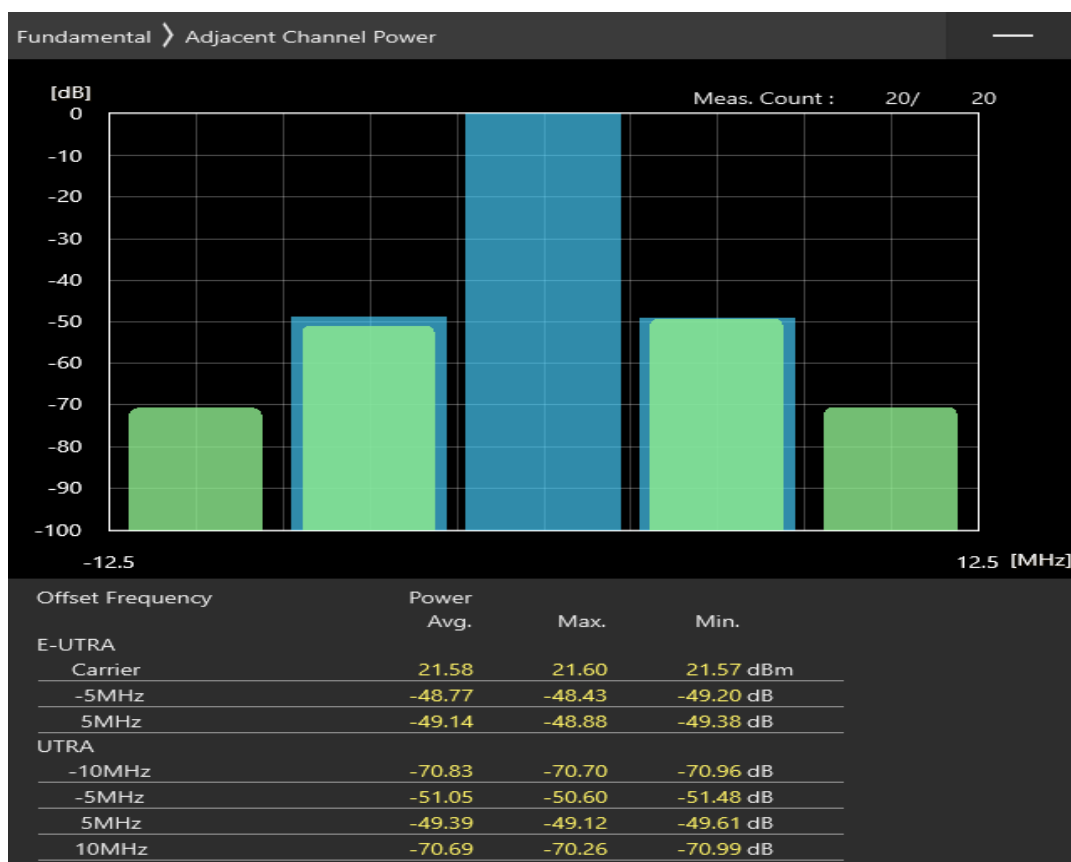 Fundamental 〉 Adjacent Channel Power
[dB]
Meas. Count : 20/ 20
0
-10
-20
-30
-40
-50
-60
-70
-80
-90
-100
-12.5 12.5 [MHz]
Offset Frequency Power
Avg. Max. Min.
E-UTRA
Carrier 21.58 21.60 21.57 dBm
-5MHz -48.77 -48.43 -49.20 dB
5MHz -49.14 -48.88 -49.38 dB
UTRA
-10MHz -70.83 -70.70 -70.96 dB
-5MHz -51.05 -50.60 -51.48 dB
5MHz -49.39 -49.12 -49.61 dB
10MHz -70.69 -70.26 -70.99 dB